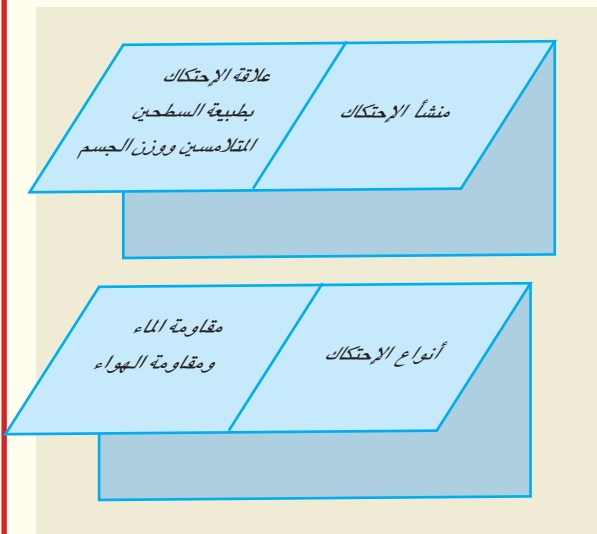 منشأ الإحتكاك
علاقة الإحتكاك
بطبيعة السطحين
المتلامسين ووزن الجسم
أنواع الإحتكاك
مقاومة الماء
ومقاومة الهواء